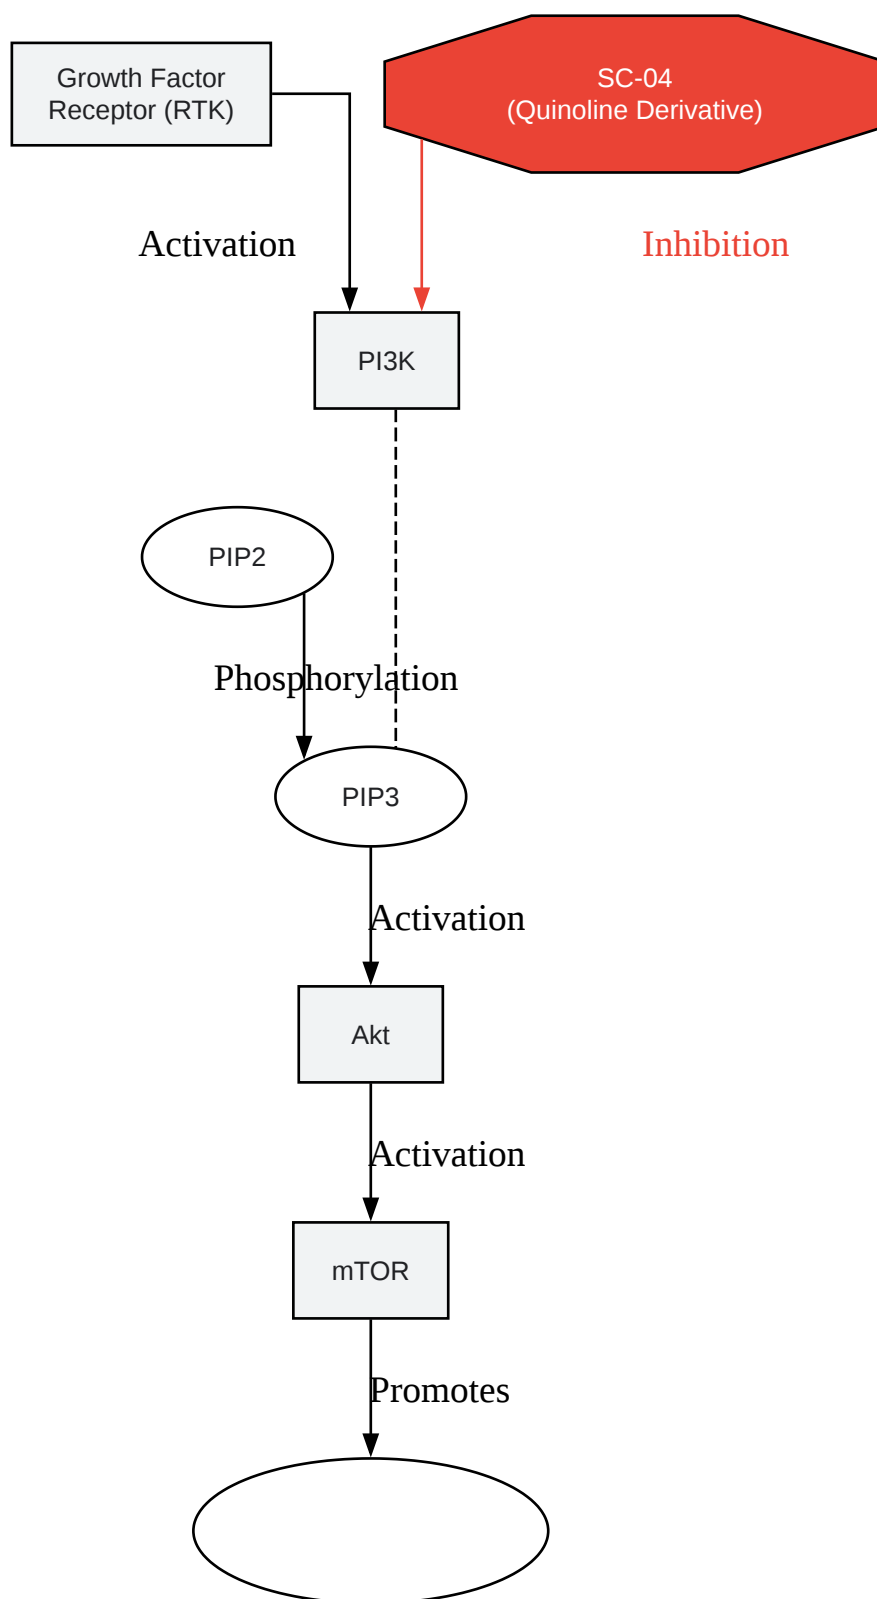 Growth Factor
Receptor (RTK)
SC-04
(Quinoline Derivative)
Activation
Inhibition
PI3K
PIP2
Phosphorylation
PIP3
Activation
Akt
Activation
mTOR
Promotes